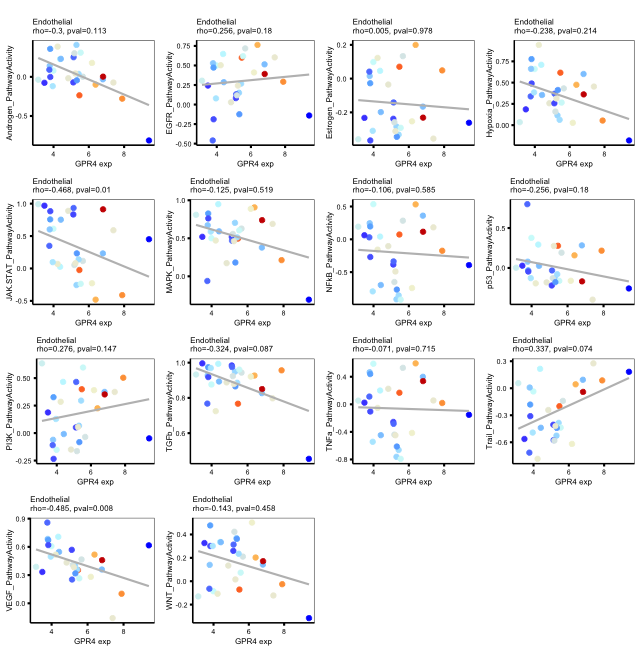 Endothelial
rho=-0.3, pval=0.113
Androgen_PathwayActivity
0.0
-0.5
4 6 8
GPR4 exp
Endothelial
rho=0.256, pval=0.18
EGFR_PathwayActivity
0.75
0.50
0.25
0.00
-0.25
-0.50
4 6 8
GPR4 exp
Endothelial
rho=0.005, pval=0.978
Estrogen_PathwayActivity
0.2
0.0
-0.2
4 6 8
GPR4 exp
Endothelial
rho=-0.238, pval=0.214
Hypoxia_PathwayActivity
0.75
0.50
0.25
0.00
4 6 8
GPR4 exp
Endothelial
rho=-0.468, pval=0.01
JAK.STAT_PathwayActivity
1.0
0.5
0.0
-0.5
4 6 8
GPR4 exp
Endothelial
rho=-0.125, pval=0.519
MAPK_PathwayActivity
1.0
0.5
0.0
4 6 8
GPR4 exp
Endothelial
rho=-0.106, pval=0.585
NFkB_PathwayActivity
0.5
0.0
-0.5
4 6 8
GPR4 exp
Endothelial
rho=-0.256, pval=0.18
p53_PathwayActivity
0.5
0.0
4 6 8
GPR4 exp
Endothelial
rho=0.276, pval=0.147
PI3K_PathwayActivity
0.50
0.25
0.00
-0.25
4 6 8
GPR4 exp
Endothelial
rho=-0.324, pval=0.087
TGFb_PathwayActivity
1.0
0.8
0.6
4 6 8
GPR4 exp
Endothelial
rho=-0.071, pval=0.715
TNFa_PathwayActivity
0.4
0.0
-0.4
-0.8
4 6 8
GPR4 exp
Endothelial
rho=0.337, pval=0.074
Trail_PathwayActivity
0.3
0.0
-0.3
-0.6
4 6 8
GPR4 exp
Endothelial
rho=-0.485, pval=0.008
VEGF_PathwayActivity
0.9
0.6
0.3
0.0
4 6 8
GPR4 exp
Endothelial
rho=-0.143, pval=0.458
WNT_PathwayActivity
0.4
0.2
0.0
-0.2
4 6 8
GPR4 exp